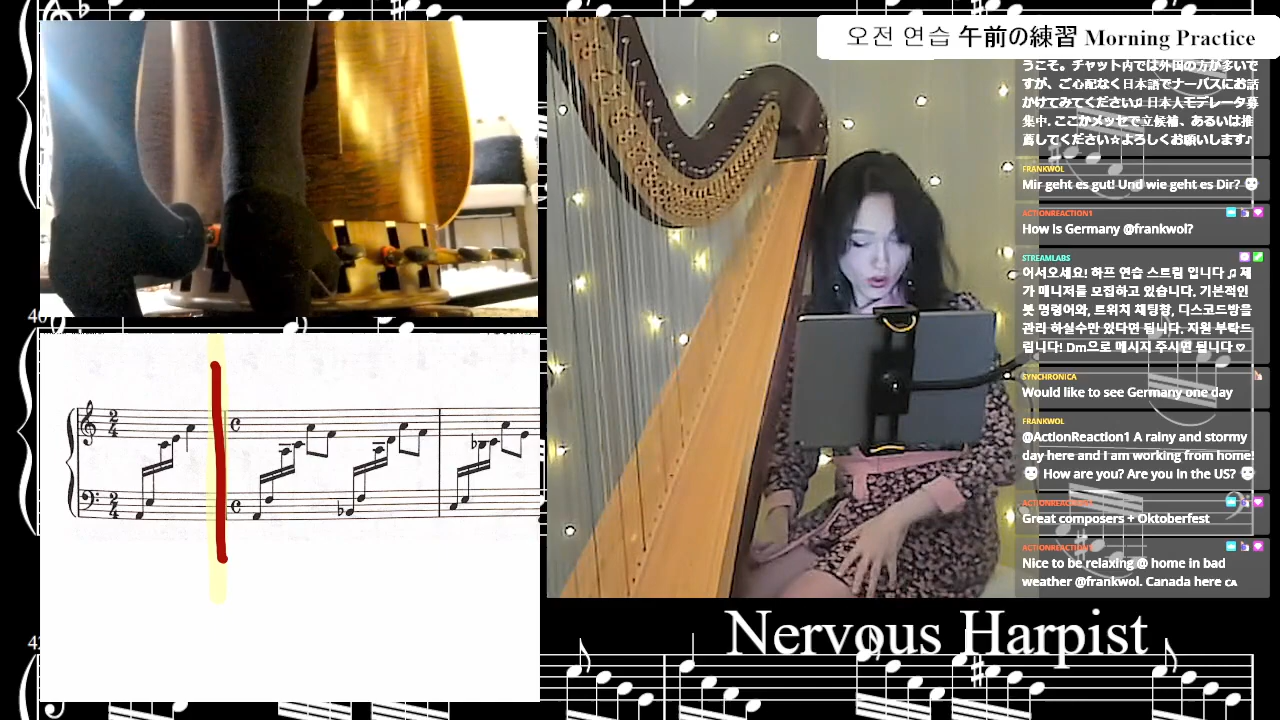 오전 연습 午前の練習 Morning Practice
うこそ。チャット内では外国の方が多いで
すが、ご心配なく日本語でナーバスにお話
かけてみてください♫ 日本人モデレータ募
集中. ここかメッセで立候補、あるいは推
薦してください☆よろしくお願いします♪
FRANKWOL
Mir geht es gut! Und wie geht es Dir?
ACTIONREACTION1
How is Germany @frankwol?
STREAMLABS
어서오세요! 하프 연습 스트림 입니다 ♫ 제
가 매니저를 모집하고 있습니다. 기본적인
봇 명령어와, 트위치 채팅창, 디스코드방을
관리 하실수만 있다면 됩니다. 지원 부탁드
립니다! Dm으로 메시지 주시면 됩니다 ♡
SYNCHRONICA
Would like to see Germany one day
FRANKWOL
@ActionReaction1 A rainy and stormy
day here and I am working from home!
How are you? Are you in the US?
ACTIONREACTION1
Great composers + Oktoberfest
ACTIONREACTION1
Nice to be relaxing @ home in bad
weather @frankwol. Canada here CA
40
42
Nervous Harpist